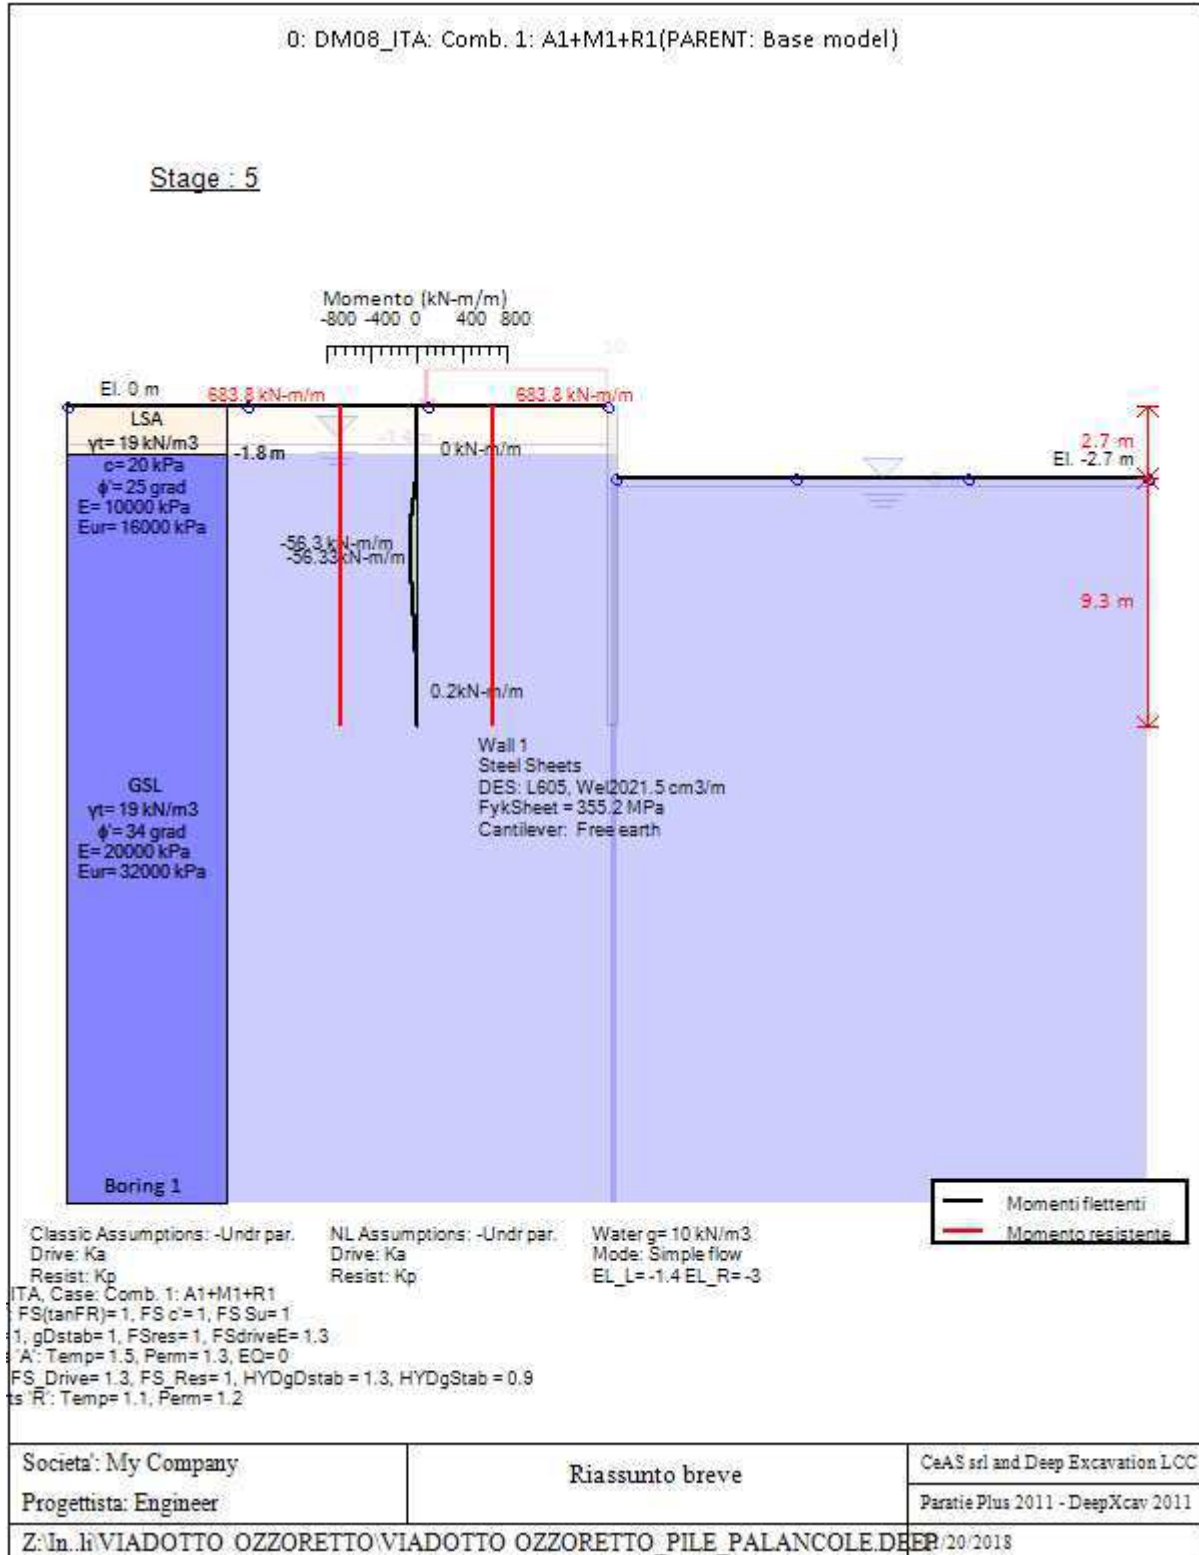 0: DM08_ITA: Comb. 1: A1+M1+R1(PARENT: Base model)
Stage : 5
Momento (kN-m/m)
-800 -400 0 400 800
10
El. 0 m
683.8 kN-m/m
683.8 kN-m/m
LSA
γt= 19 kN/m3
c= 20 kPa
ϕ'= 25 grad
E= 10000 kPa
Eur= 16000 kPa
-1.8 m
0 kN-m/m
2.7 m
El. -2.7 m
-56.3 kN-m/m
-56.33kN-m/m
9.3 m
0.2kN-m/m
Wall 1
Steel Sheets
DES: L605, Wel2021.5 cm3/m
FykSheet = 355.2 MPa
Cantilever: Free earth
GSL
γt= 19 kN/m3
ϕ'= 34 grad
E= 20000 kPa
Eur= 32000 kPa
Boring 1
Momenti flettenti
Momento resistente
Classic Assumptions: -Undr par.
Drive: Ka
Resist: Kp
NL Assumptions: -Undr par.
Drive: Ka
Resist: Kp
Water g= 10 kN/m3
Mode: Simple flow
EL_L= -1.4 EL_R= -3
ITA, Case: Comb. 1: A1+M1+R1
FS(tanFR)= 1, FS c'= 1, FS Su= 1
1, gDstab= 1, FSres= 1, FSdriveE= 1.3
'A': Temp= 1.5, Perm= 1.3, EQ= 0
FS_Drive= 1.3, FS_Res= 1, HYDgDstab = 1.3, HYDgStab = 0.9
ts 'R': Temp= 1.1, Perm= 1.2
Societa': My Company
Progettista: Engineer
Riassunto breve
CeAS srl and Deep Excavation LCC
Paratie Plus 2011 - DeepXcav 2011
Z:\In..li\VIADOTTO OZZORETTO\VIADOTTO OZZORETTO_PILE_PALANCOLE.DEEP
/20/2018